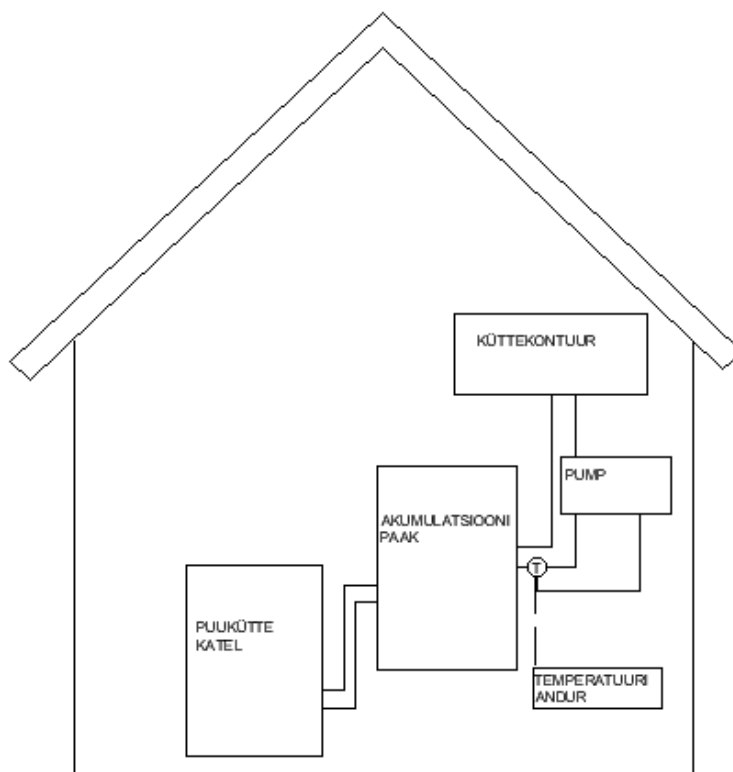 KÜTTEKONTUUR
PUMP
AKUMULATSIOONI
PAAK
T
PUUKÜTTE
KATEL
TEMPERATUURI
ANDUR